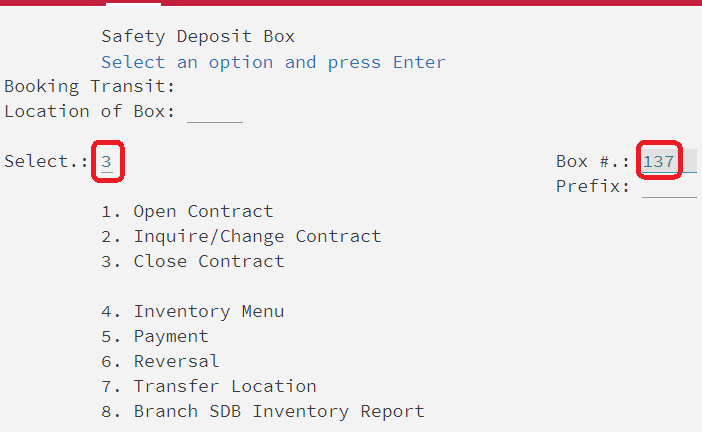 Safety Deposit Box
Select an option and press Enter
Booking Transit:
Location of Box:
Select.: 3 Box #.: 137
Prefix:
1. Open Contract
2. Inquire/Change Contract
3. Close Contract
4. Inventory Menu
5. Payment
6. Reversal
7. Transfer Location
8. Branch SDB Inventory Report